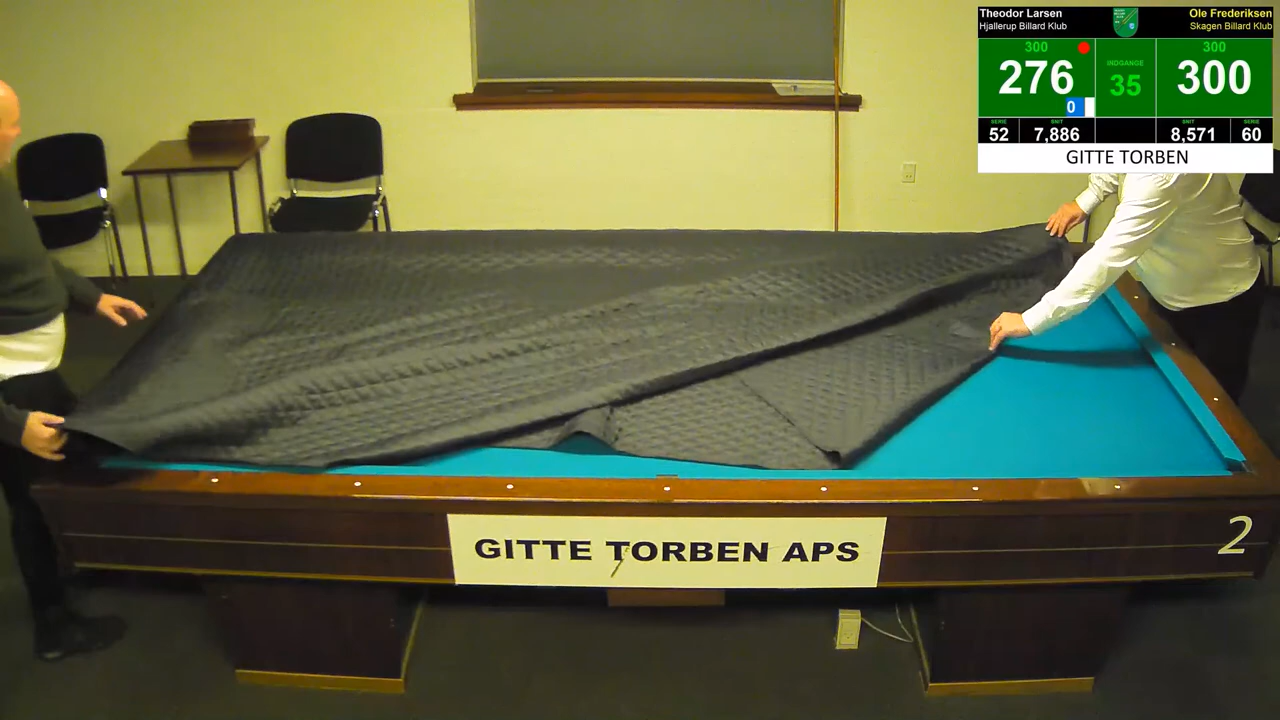 Theodor Larsen
Hjallerup Billard Klub
Ole Frederiksen
Skagen Billard Klub
300
276
0
INDGANGE
35
300
300
SERIE
52
SNIT
7,886
SNIT
8,571
SERIE
60
GITTE TORBEN
GITTE TORBEN APS
2